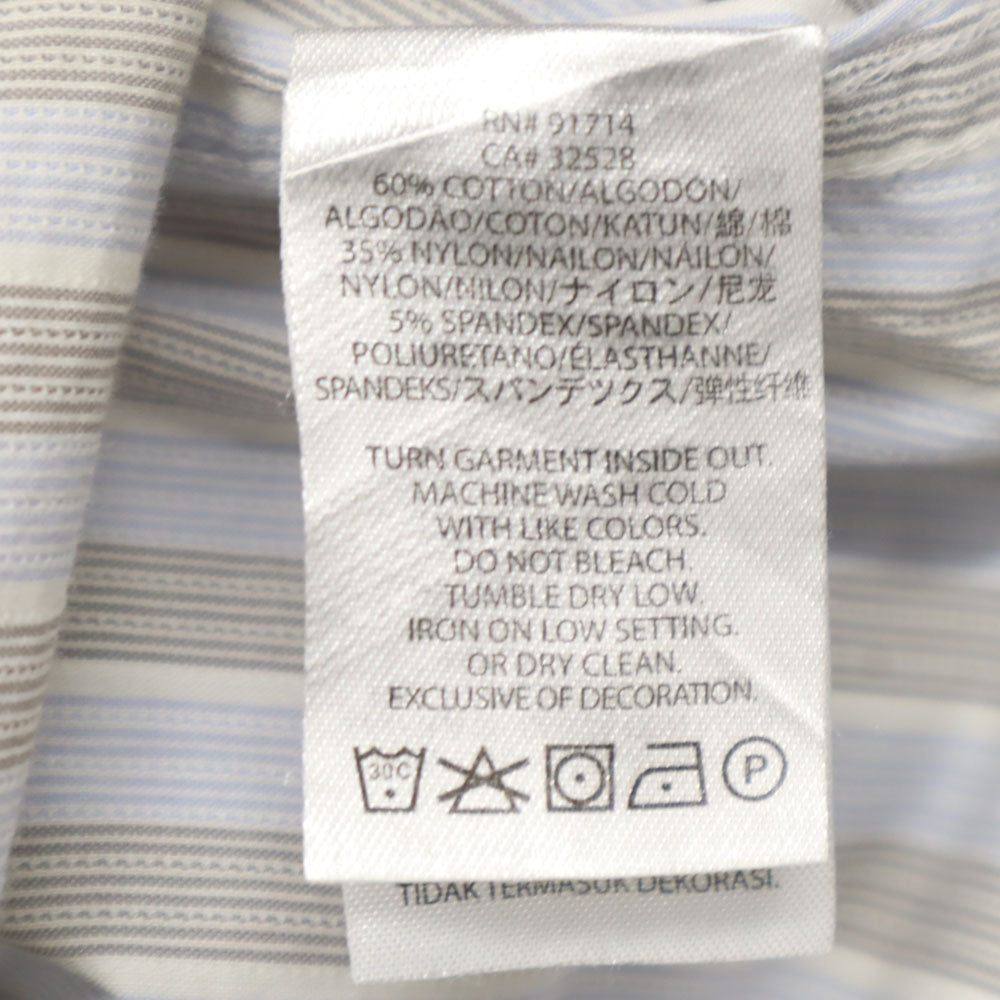 RN# 91714
CA# 32528
60% COTTON/ALGODÓN/
ALGODÃO/COTON/KATUN/綿/棉
35% NYLON/NAILON/NÁILON/
NYLON/NILON/ナイロン/尼龙
5% SPANDEX/SPANDEX/
POLIURETANO/ÉLASTHANNE/
SPANDEKS/スパンデックス/弹性纤维
TURN GARMENT INSIDE OUT.
MACHINE WASH COLD
WITH LIKE COLORS.
DO NOT BLEACH.
TUMBLE DRY LOW.
IRON ON LOW SETTING.
OR DRY CLEAN.
EXCLUSIVE OF DECORATION.
30C P
TIDAK TERMASUK DEKORASI.